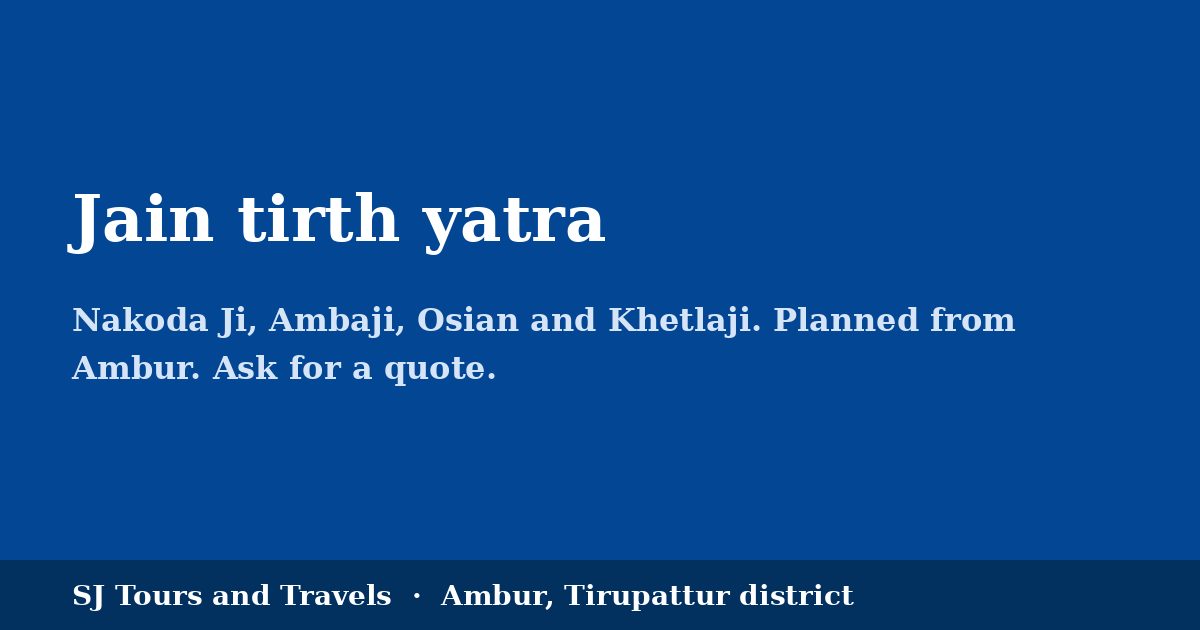 Jain tirth yatra
Nakoda Ji, Ambaji, Osian and Khetlaji. Planned from
Ambur. Ask for a quote.
SJ Tours and Travels · Ambur, Tirupattur district